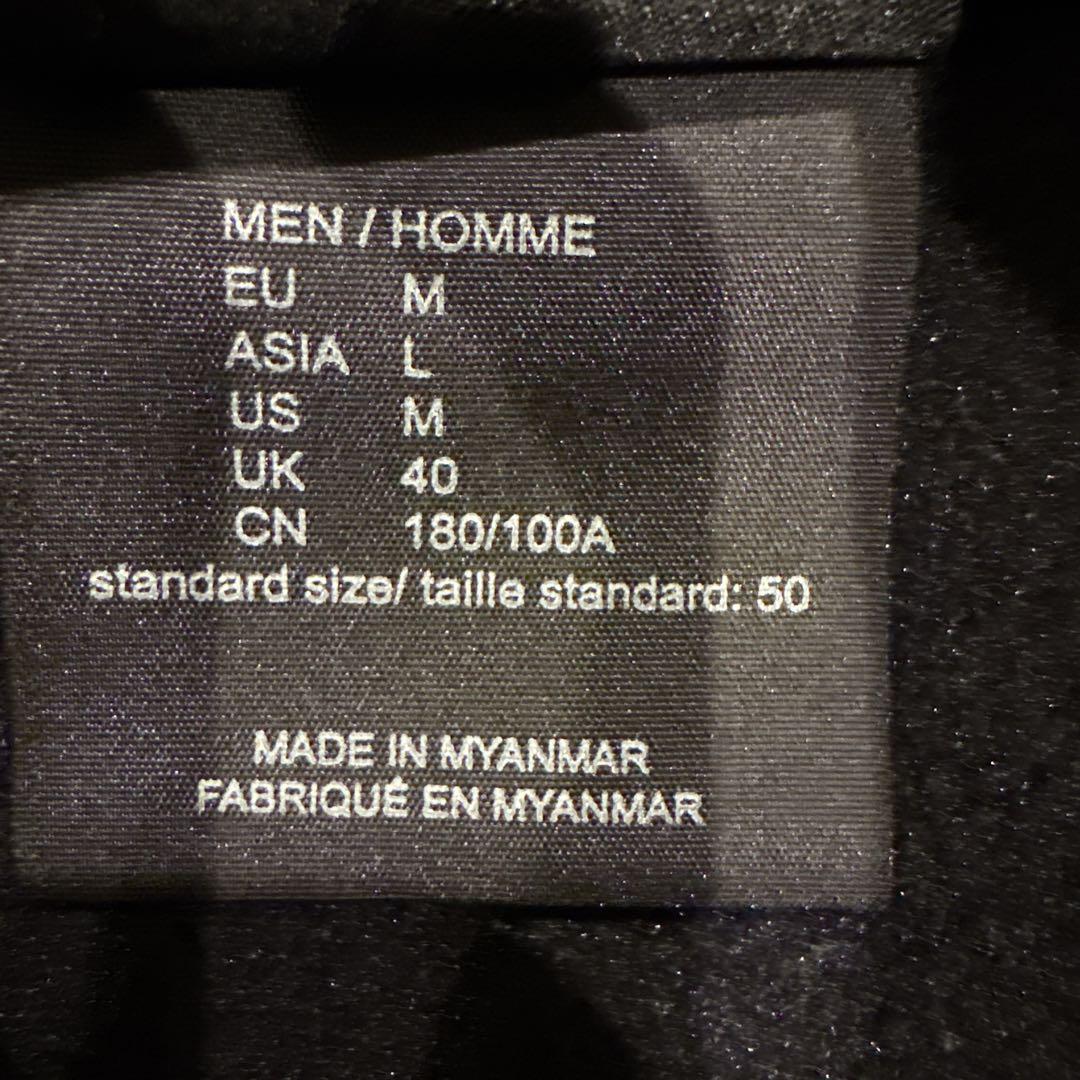 MEN / HOMME
EU M
ASIA L
US M
UK 40
CN 180/100A
standard size/ taille standard: 50
MADE IN MYANMAR
FABRIQUÉ EN MYANMAR